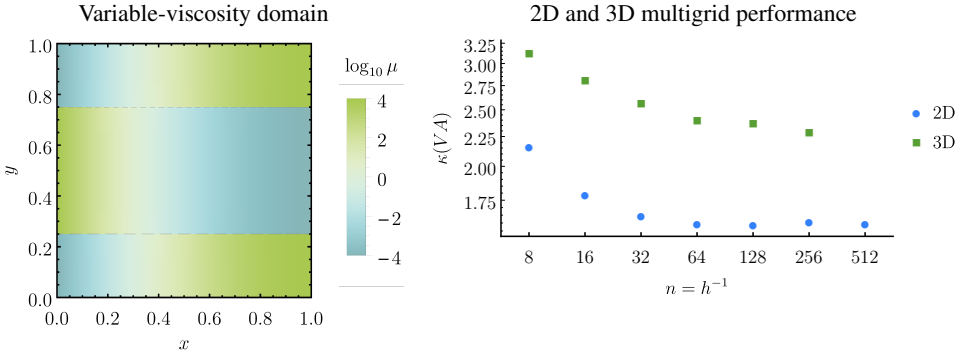 Variable-viscosity domain
1.0
0.8
0.6
0.4
0.2
0.0
y
0.0 0.2 0.4 0.6 0.8 1.0
x
log₁₀ μ
4
2
0
−2
−4
2D and 3D multigrid performance
3.25
3.00
2.75
2.50
2.25
2.00
1.75
κ(VA)
8 16 32 64 128 256 512
n = h⁻¹
2D
3D